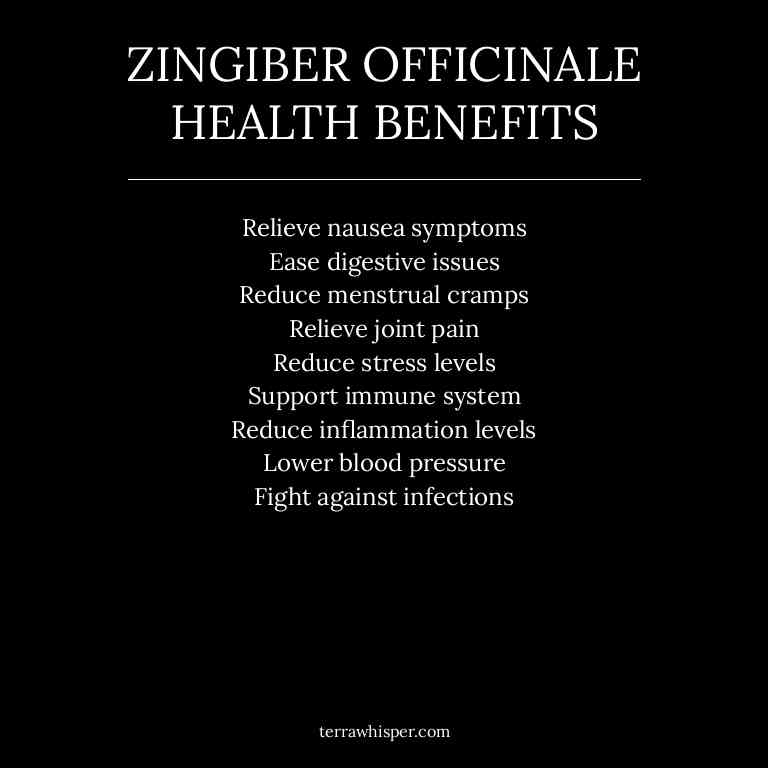 ZINGIBER OFFICINALE
HEALTH BENEFITS
Relieve nausea symptoms
Ease digestive issues
Reduce menstrual cramps
Relieve joint pain
Reduce stress levels
Support immune system
Reduce inflammation levels
Lower blood pressure
Fight against infections
terrawhisper.com